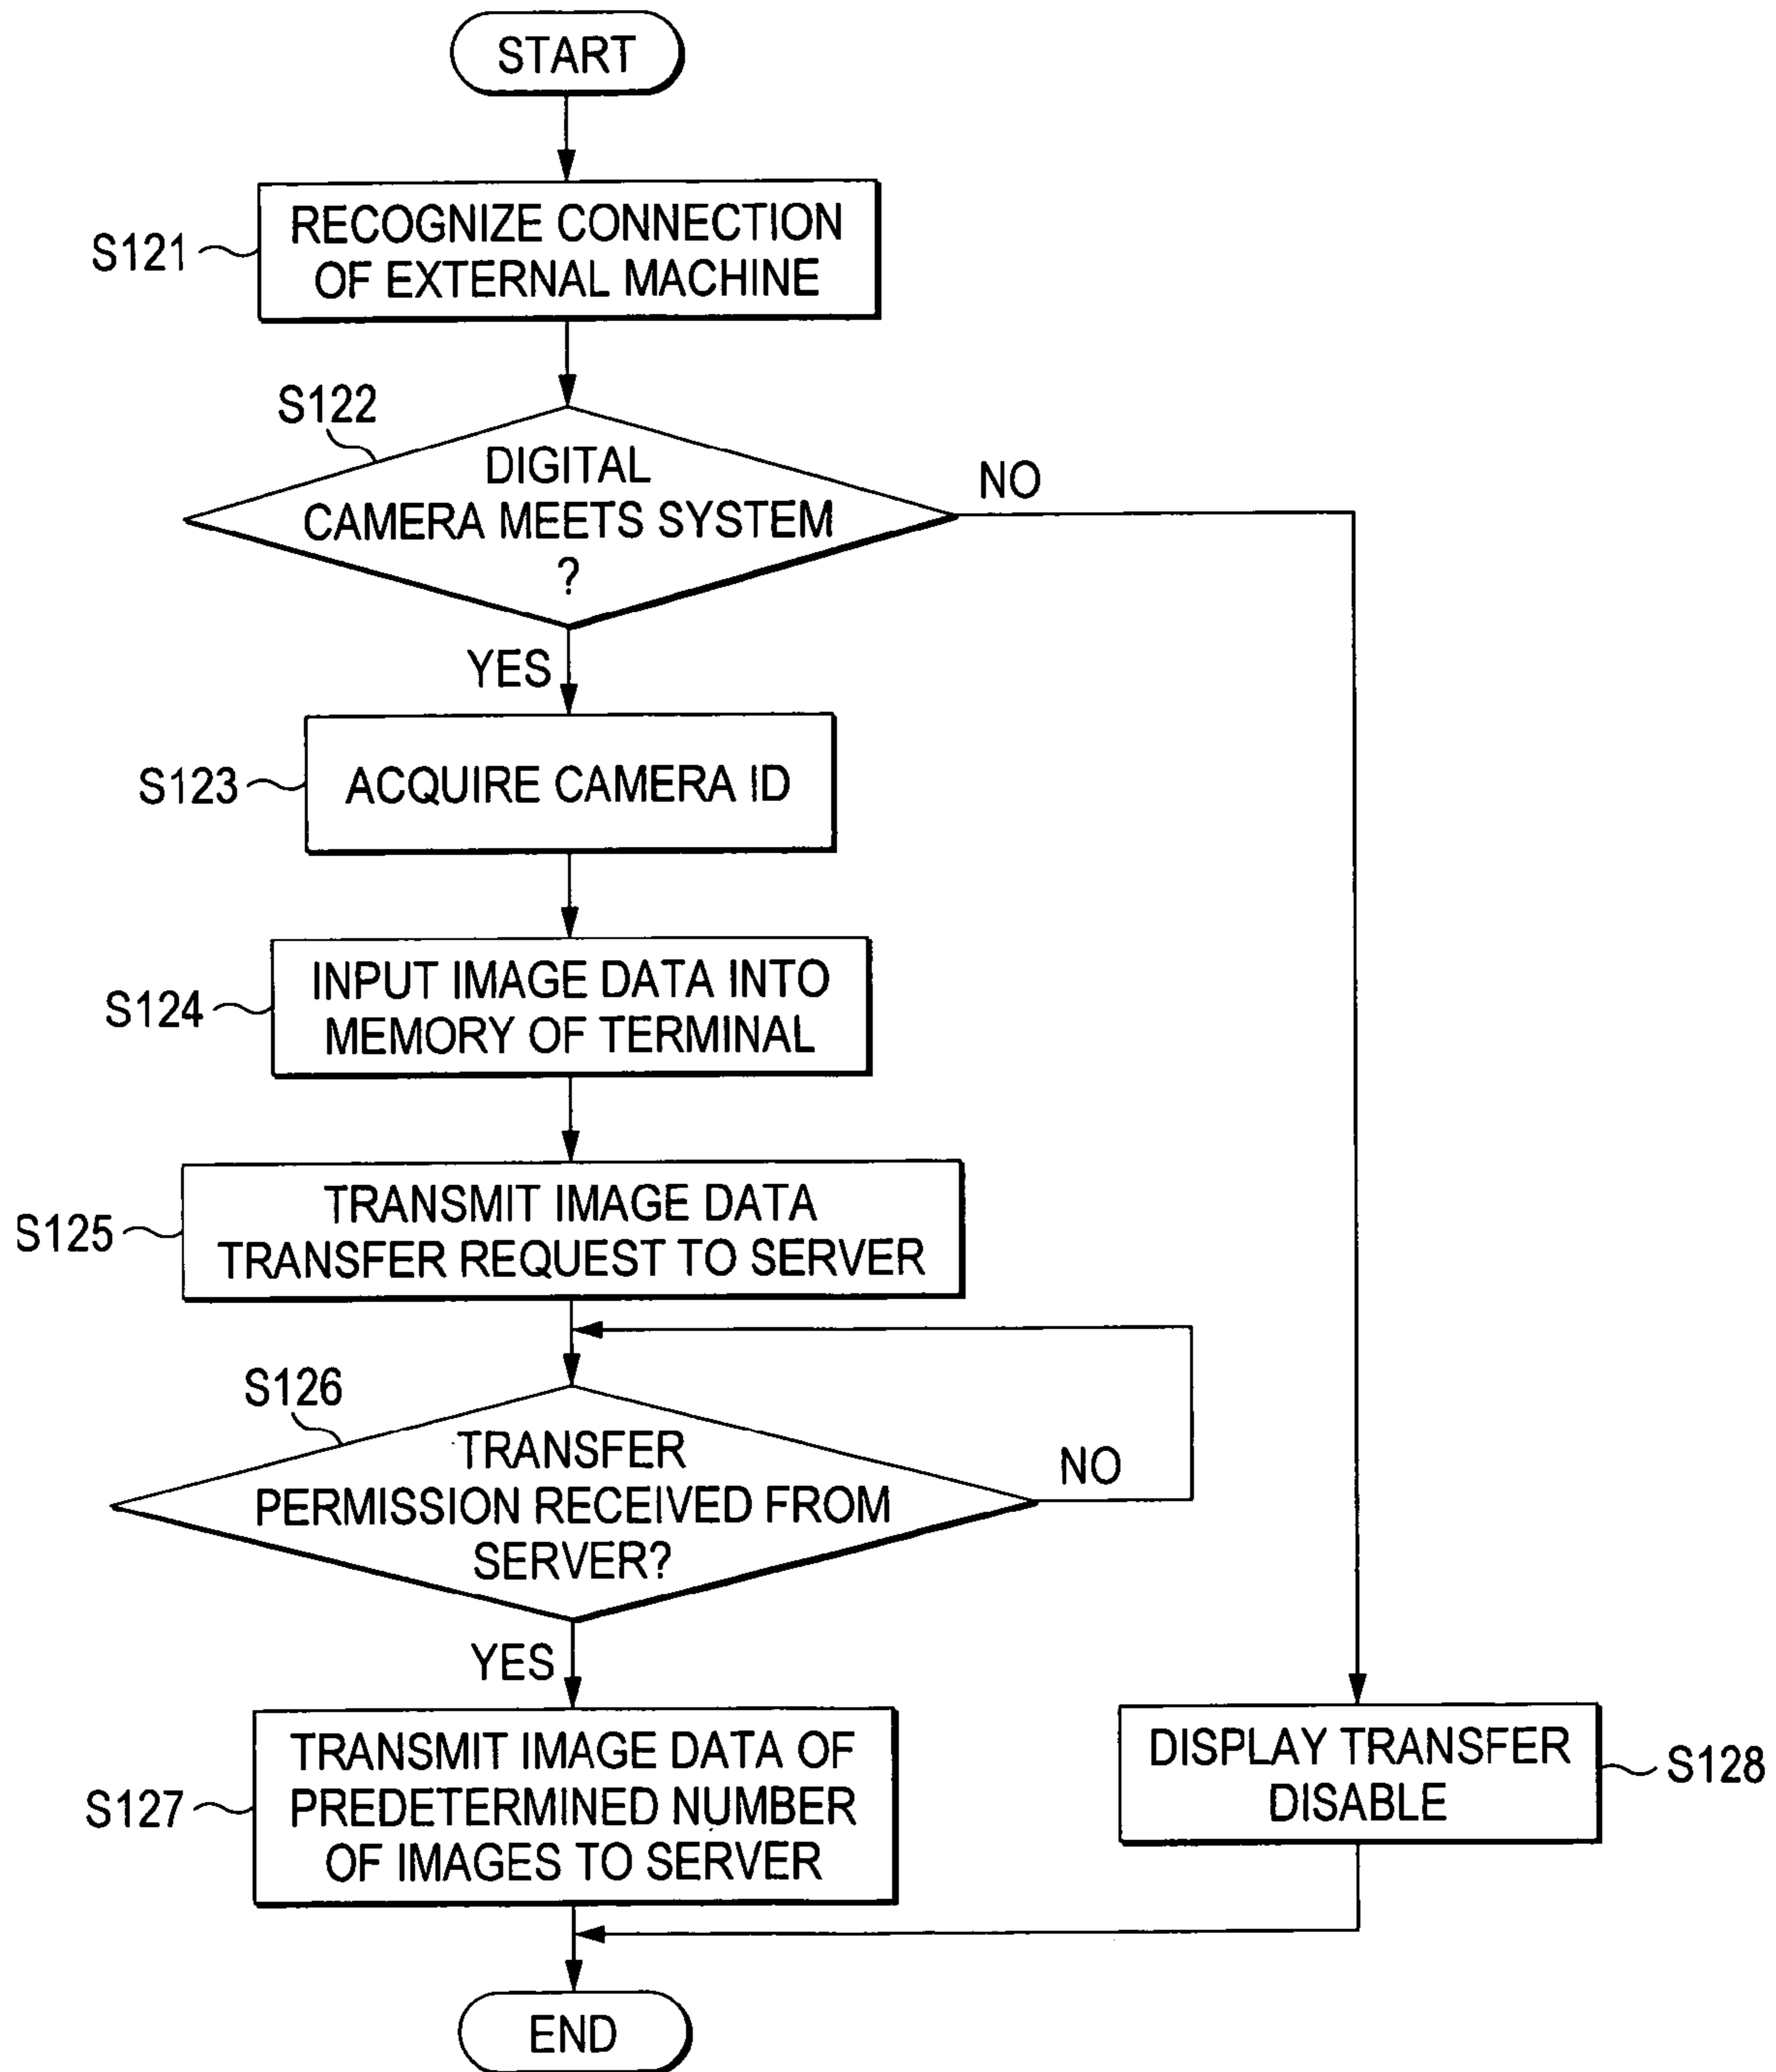 START
S121
RECOGNIZE CONNECTION
OF EXTERNAL MACHINE
S122
DIGITAL
CAMERA MEETS SYSTEM
?
NO
YES
S123
ACQUIRE CAMERA ID
S124
INPUT IMAGE DATA INTO
MEMORY OF TERMINAL
S125
TRANSMIT IMAGE DATA
TRANSFER REQUEST TO SERVER
S126
TRANSFER
PERMISSION RECEIVED FROM
SERVER?
NO
YES
S127
TRANSMIT IMAGE DATA OF
PREDETERMINED NUMBER
OF IMAGES TO SERVER
DISPLAY TRANSFER
DISABLE
S128
END